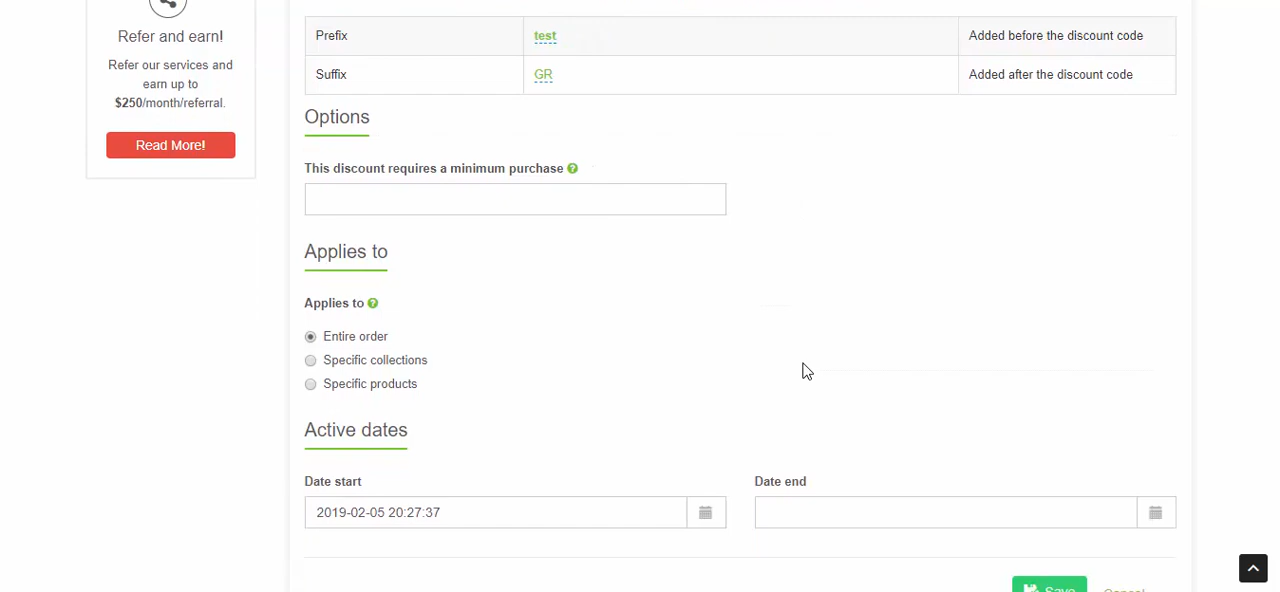 Refer and earn!
Refer our services and
earn up to
$250/month/referral.
Read More!
Prefix test Added before the discount code
Suffix GR Added after the discount code
Options
This discount requires a minimum purchase
Applies to
Applies to
Entire order
Specific collections
Specific products
Active dates
Date start Date end
2019-02-05 20:27:37
Save Cancel